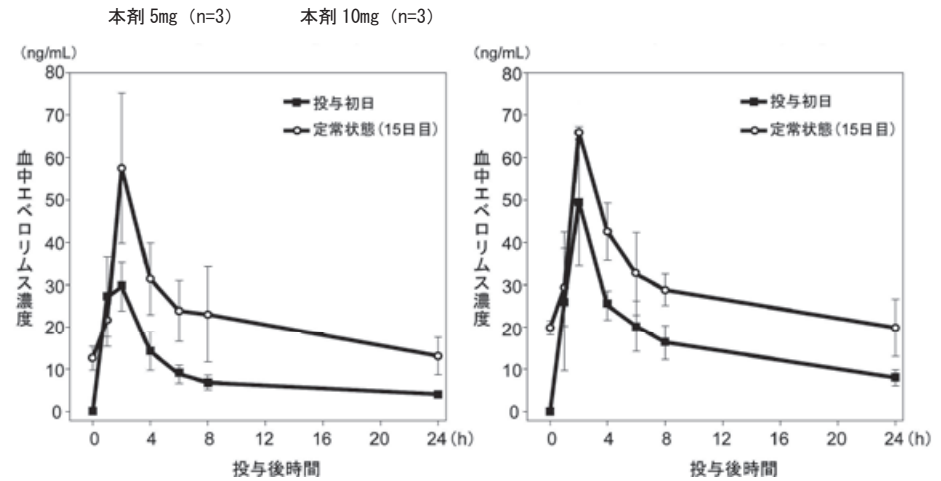 本剤 5mg（n=3） 本剤 10mg（n=3）
(ng/mL)
80
70
60
50
40
30
20
10
0
血中エベロリムス濃度
投与初日
定常状態(15日目)
0 4 8 12 16 20 24 (h)
投与後時間
(ng/mL)
80
70
60
50
40
30
20
10
0
血中エベロリムス濃度
投与初日
定常状態(15日目)
0 4 8 12 16 20 24 (h)
投与後時間